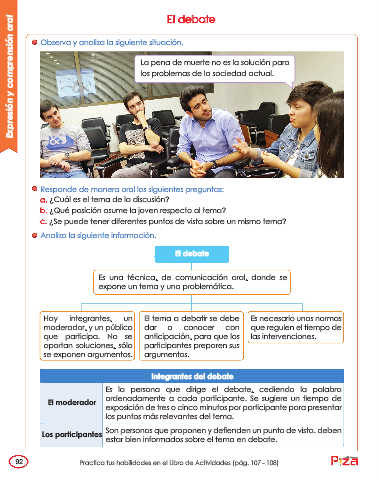 El debate
Expresión y comprensión oral
Observa y analiza la siguiente situación.
La pena de muerte no es la solución para
los problemas de la sociedad actual.
Responde de manera oral las siguientes preguntas:
a. ¿Cuál es el tema de la discusión?
b. ¿Qué posición asume la joven respecto al tema?
c. ¿Se puede tener diferentes puntos de vista sobre un mismo tema?
Analiza la siguiente información.
El debate
Es una técnica, de comunicación oral, donde se
expone un tema y una problemática.
Hay integrantes, un
moderador, y un público
que participa. No se
aportan soluciones, sólo
se exponen argumentos.
El tema a debatir se debe
dar a conocer con
anticipación, para que los
participantes preparen sus
argumentos.
Es necesario unas normas
que regulen el tiempo de
las intervenciones.
Integrantes del debate
El moderador
Es la persona que dirige el debate, cediendo la palabra
ordenadamente a cada participante. Se sugiere un tiempo de
exposición de tres o cinco minutos por participante para presentar
los puntos más relevantes del tema.
Los participantes
Son personas que proponen y defienden un punto de vista. deben
estar bien informados sobre el tema en debate.
92
Practica tus habilidades en el Libro de Actividades (pág. 107 - 108)